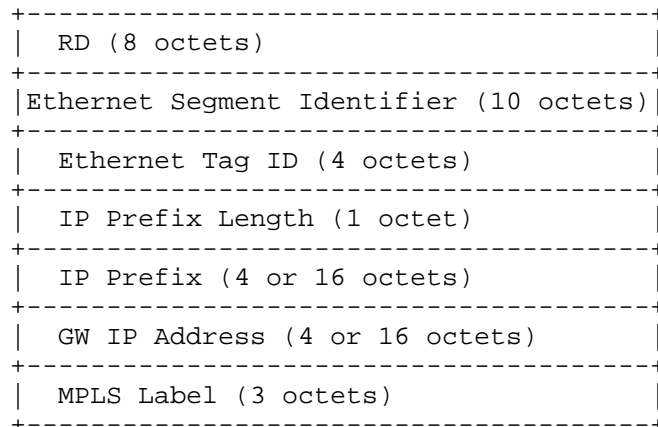 +---------------------------------------+
|  RD (8 octets)                        |
+---------------------------------------+
|Ethernet Segment Identifier (10 octets)|
+---------------------------------------+
|  Ethernet Tag ID (4 octets)           |
+---------------------------------------+
|  IP Prefix Length (1 octet)           |
+---------------------------------------+
|  IP Prefix (4 or 16 octets)           |
+---------------------------------------+
|  GW IP Address (4 or 16 octets)       |
+---------------------------------------+
|  MPLS Label (3 octets)                |
+---------------------------------------+